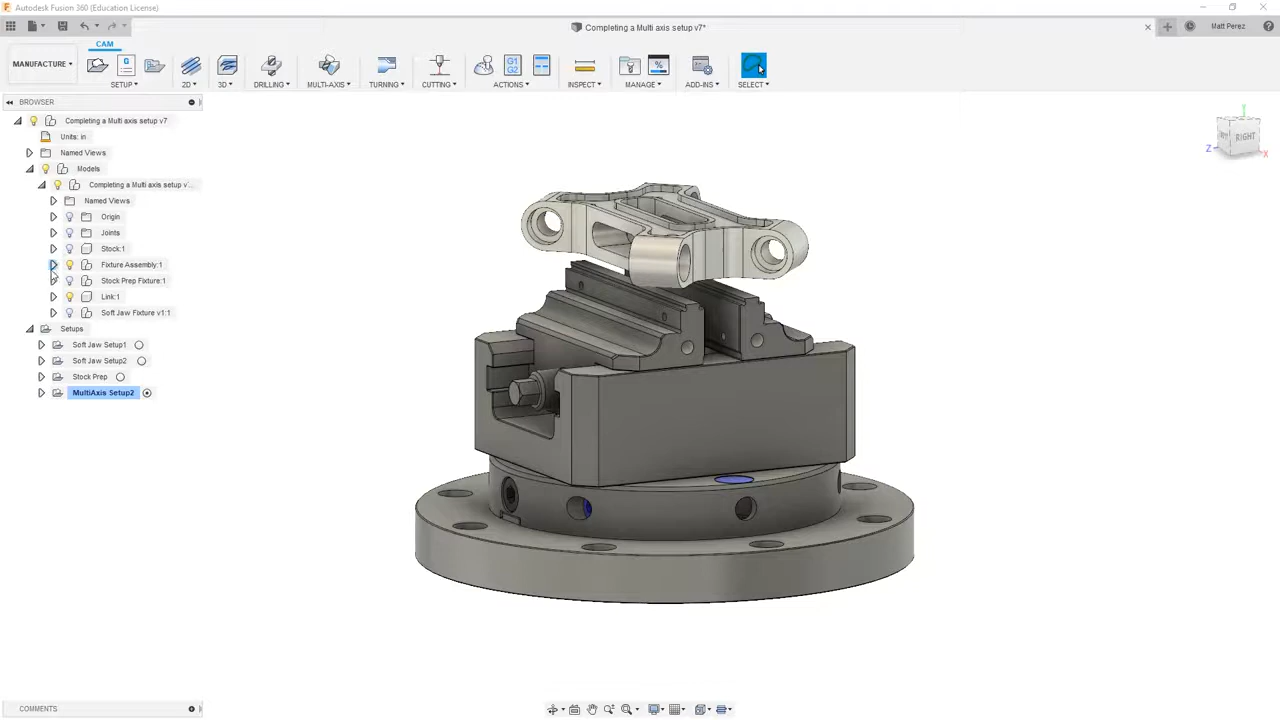 Autodesk Fusion 360 (Education License)
Completing a Multi axis setup v7*
Matt Perez
CAM
MANUFACTURE
G1
G2
SETUP
2D
3D
DRILLING
MULTI-AXIS
TURNING
CUTTING
ACTIONS
INSPECT
MANAGE
ADD-INS
SELECT
BROWSER
Completing a Multi axis setup v7
Units: in
Named Views
Models
Completing a Multi axis setup v'...
Named Views
Origin
Joints
Stock:1
Fixture Assembly:1
Stock Prep Fixture:1
Link:1
Soft Jaw Fixture v1:1
Setups
Soft Jaw Setup1
Soft Jaw Setup2
Stock Prep
MultiAxis Setup2
Y
RIGHT
Z
X
COMMENTS